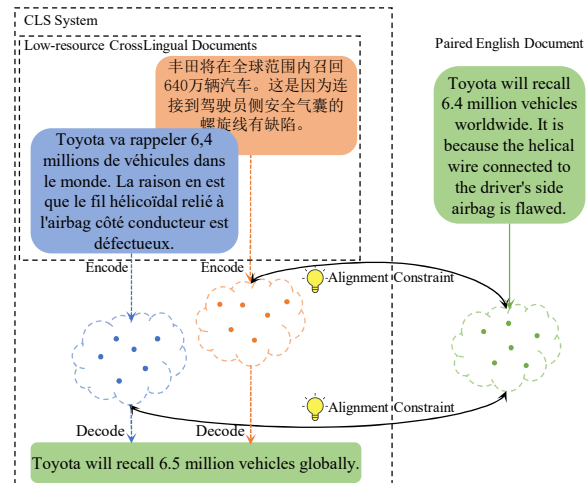 CLS System
Low-resource CrossLingual Documents
丰田将在全球范围内召回
640万辆汽车。这是因为连
接到驾驶员侧安全气囊的
螺旋线有缺陷。
Toyota va rappeler 6,4
millions de véhicules dans
le monde. La raison en est
que le fil hélicoïdal relié à
l'airbag côté conducteur est
défectueux.
Paired English Document
Toyota will recall
6.4 million vehicles
worldwide. It is
because the helical
wire connected to
the driver's side
airbag is flawed.
Encode
Encode
Alignment Constraint
Alignment Constraint
Decode
Decode
Toyota will recall 6.5 million vehicles globally.